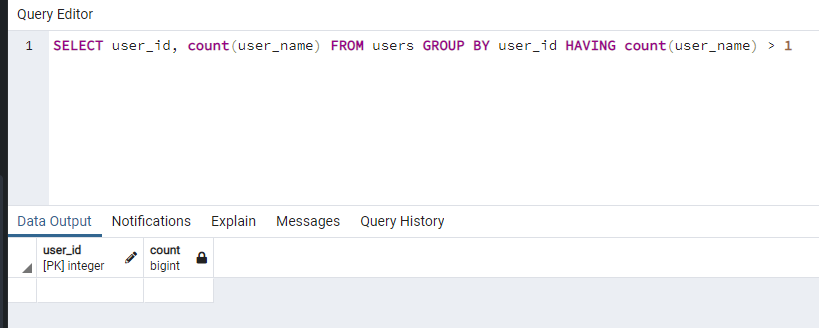 Query Editor
1 SELECT user_id, count(user_name) FROM users GROUP BY user_id HAVING count(user_name) > 1
Data Output Notifications Explain Messages Query History
user_id count
[PK] integer bigint